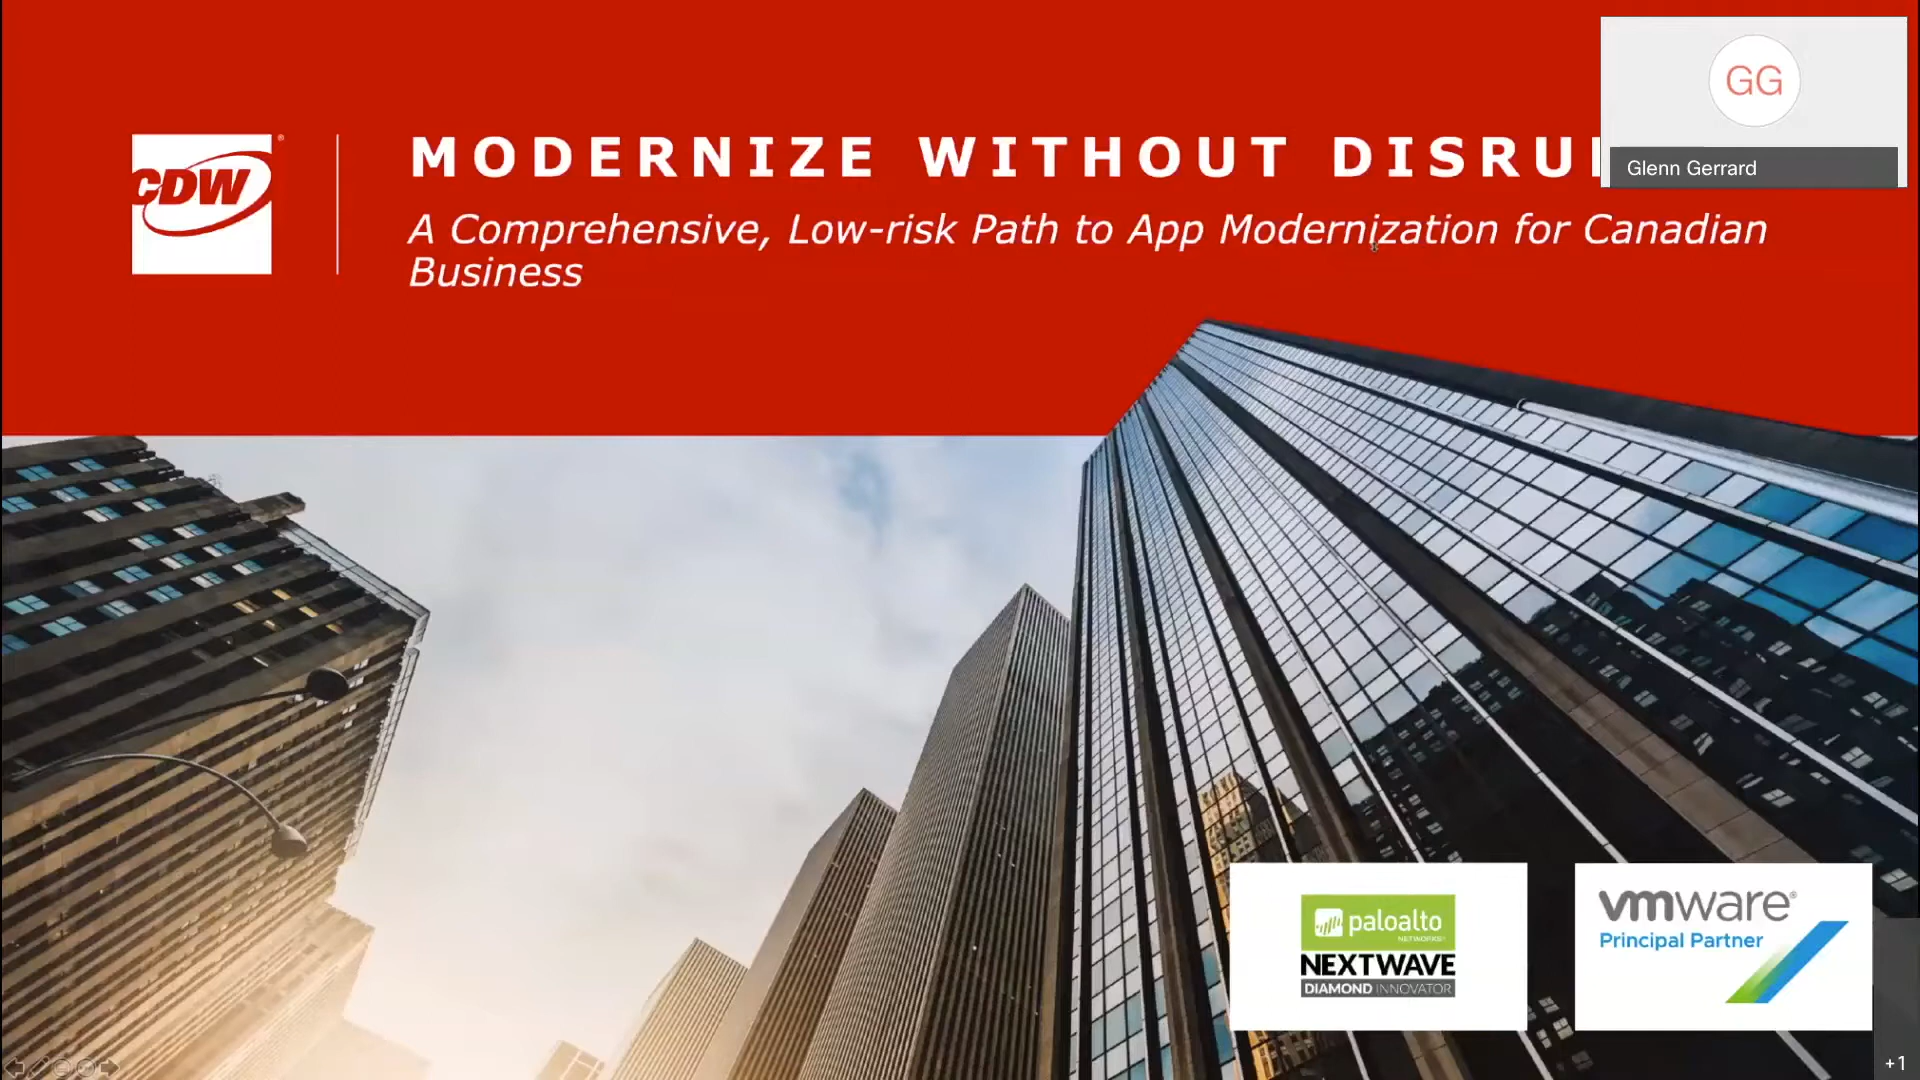 GG
Glenn Gerrard
CDW
MODERNIZE WITHOUT DISRU
A Comprehensive, Low-risk Path to App Modernization for Canadian
Business
paloalto
NETWORKS
NEXTWAVE
DIAMOND INNOVATOR
vmware®
Principal Partner
+1